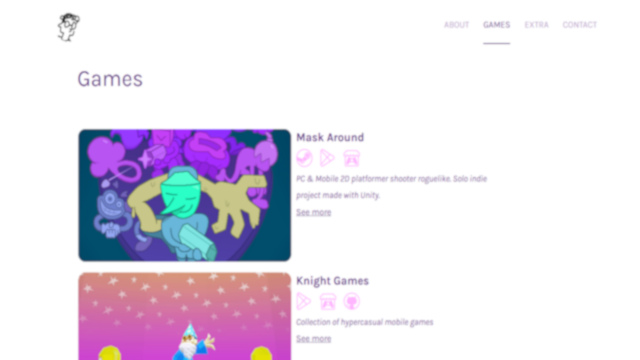 ABOUT GAMES EXTRA CONTACT
Games
Mask Around
PC & Mobile 2D platformer shooter roguelike. Solo indie
project made with Unity.
See more
Knight Games
Collection of hypercasual mobile games
See more